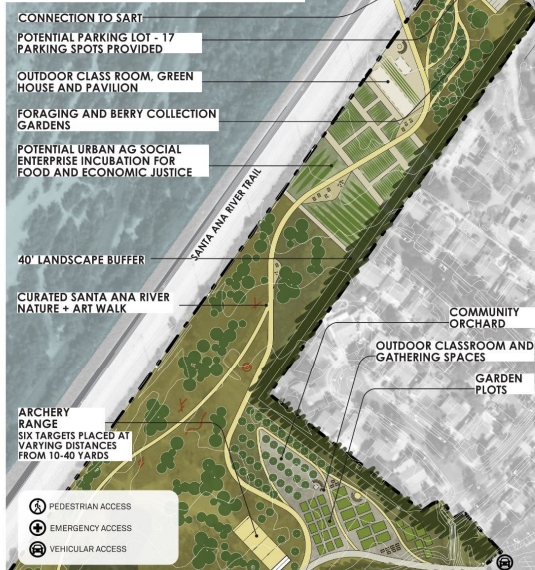 CONNECTION TO SART
POTENTIAL PARKING LOT - 17
PARKING SPOTS PROVIDED
OUTDOOR CLASS ROOM, GREEN
HOUSE AND PAVILION
FORAGING AND BERRY COLLECTION
GARDENS
POTENTIAL URBAN AG SOCIAL
ENTERPRISE INCUBATION FOR
FOOD AND ECONOMIC JUSTICE
SANTA ANA RIVER TRAIL
40' LANDSCAPE BUFFER
CURATED SANTA ANA RIVER
NATURE + ART WALK
COMMUNITY
ORCHARD
OUTDOOR CLASSROOM AND
GATHERING SPACES
GARDEN
PLOTS
ARCHERY
RANGE
SIX TARGETS PLACED AT
VARYING DISTANCES
FROM 10-40 YARDS
PEDESTRIAN ACCESS
EMERGENCY ACCESS
VEHICULAR ACCESS